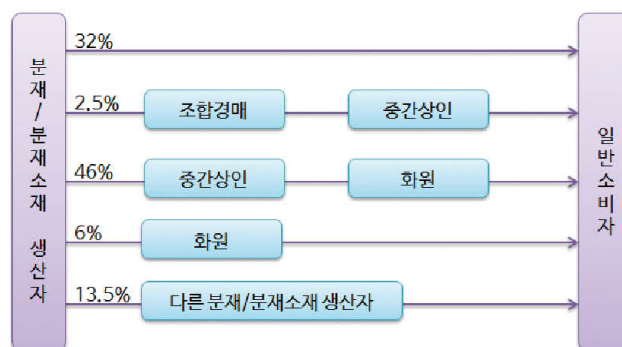 분재/분재소재 생산자
32%
2.5%
조합경매
중간상인
46%
중간상인
화원
6%
화원
13.5%
다른 분재/분재소재 생산자
일반소비자